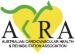 ACRA
AUSTRALIAN CARDIOVASCULAR HEALTH
& REHABILITATION ASSOCIATION